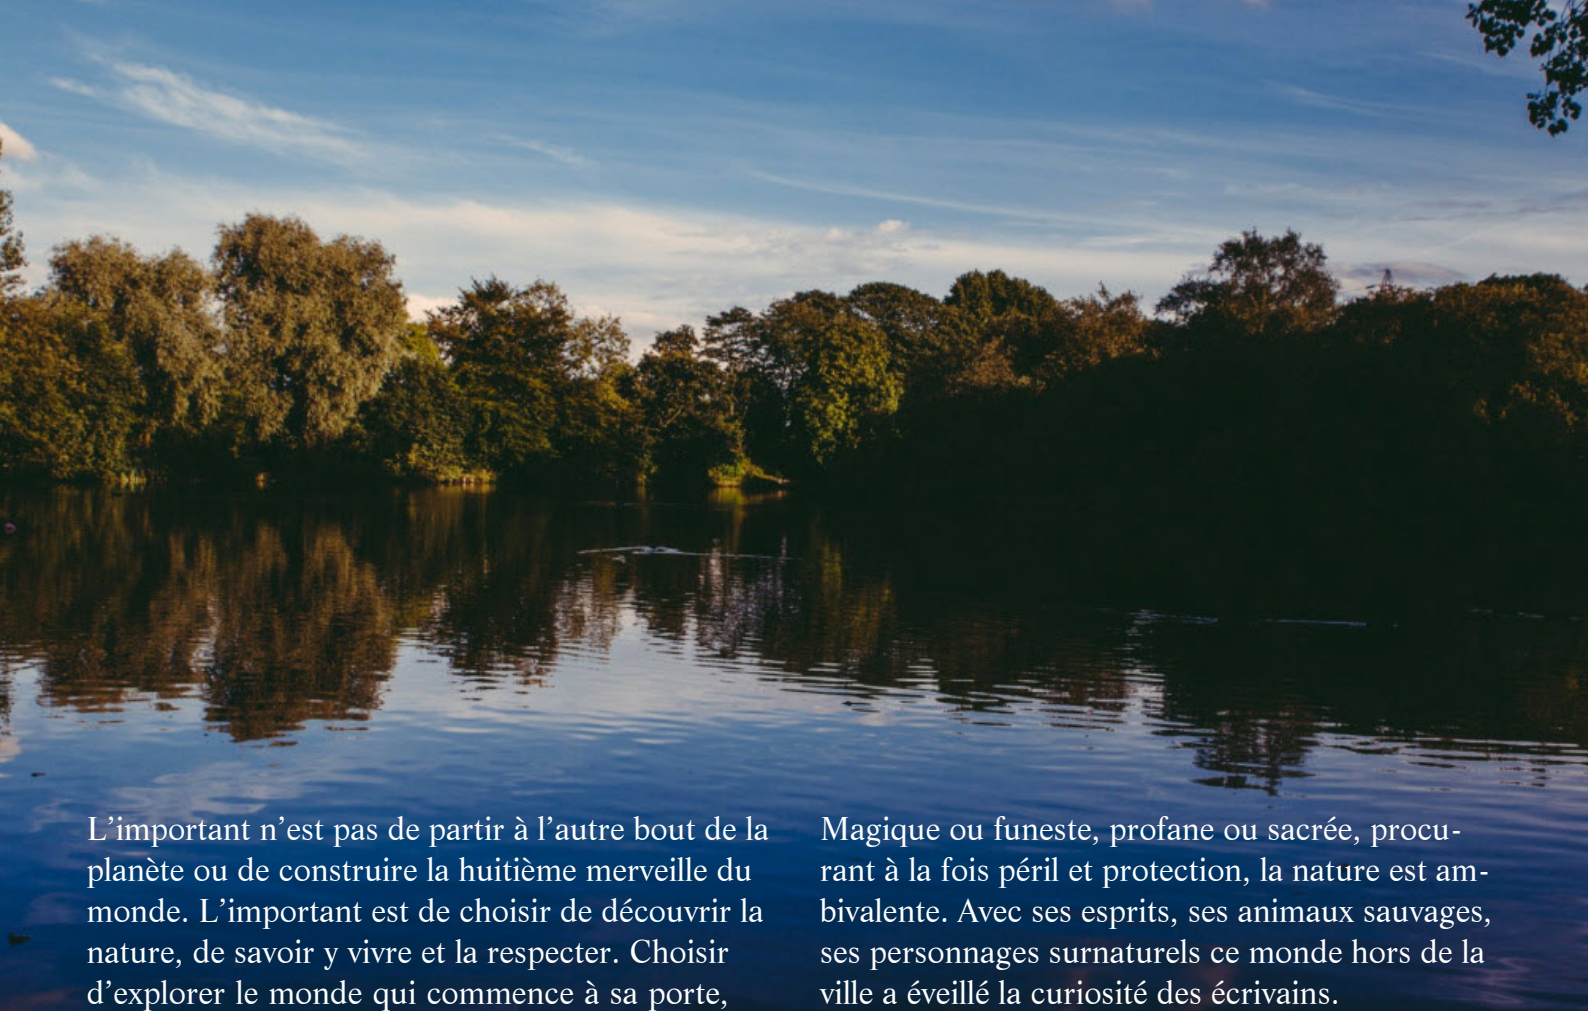 L’important n’est pas de partir à l’autre bout de la
planète ou de construire la huitième merveille du
monde. L’important est de choisir de découvrir la
nature, de savoir y vivre et la respecter. Choisir
d’explorer le monde qui commence à sa porte,
Magique ou funeste, profane ou sacrée, procu-
rant à la fois péril et protection, la nature est am-
bivalente. Avec ses esprits, ses animaux sauvages,
ses personnages surnaturels ce monde hors de la
ville a éveillé la curiosité des écrivains.